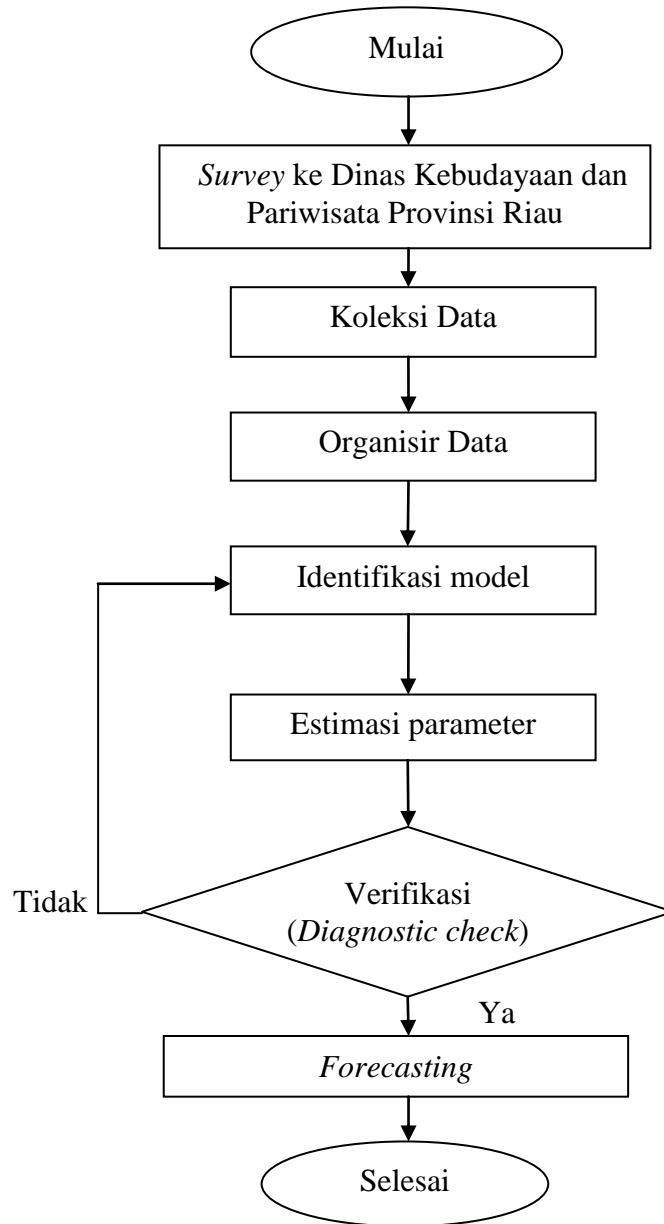 Mulai
Survey ke Dinas Kebudayaan dan
Pariwisata Provinsi Riau
Koleksi Data
Organisir Data
Identifikasi model
Estimasi parameter
Verifikasi
(Diagnostic check)
Tidak
Ya
Forecasting
Selesai